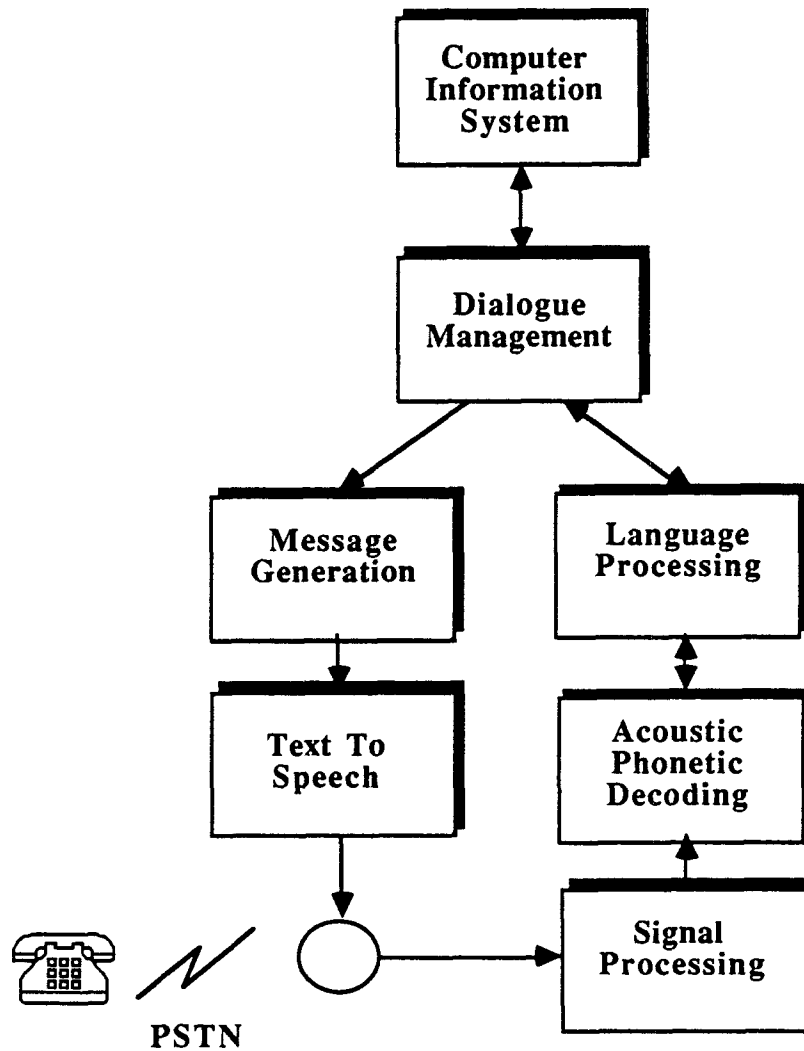 Computer
Information
System
Dialogue
Management
Message
Generation
Language
Processing
Text To
Speech
Acoustic
Phonetic
Decoding
Signal
Processing
PSTN